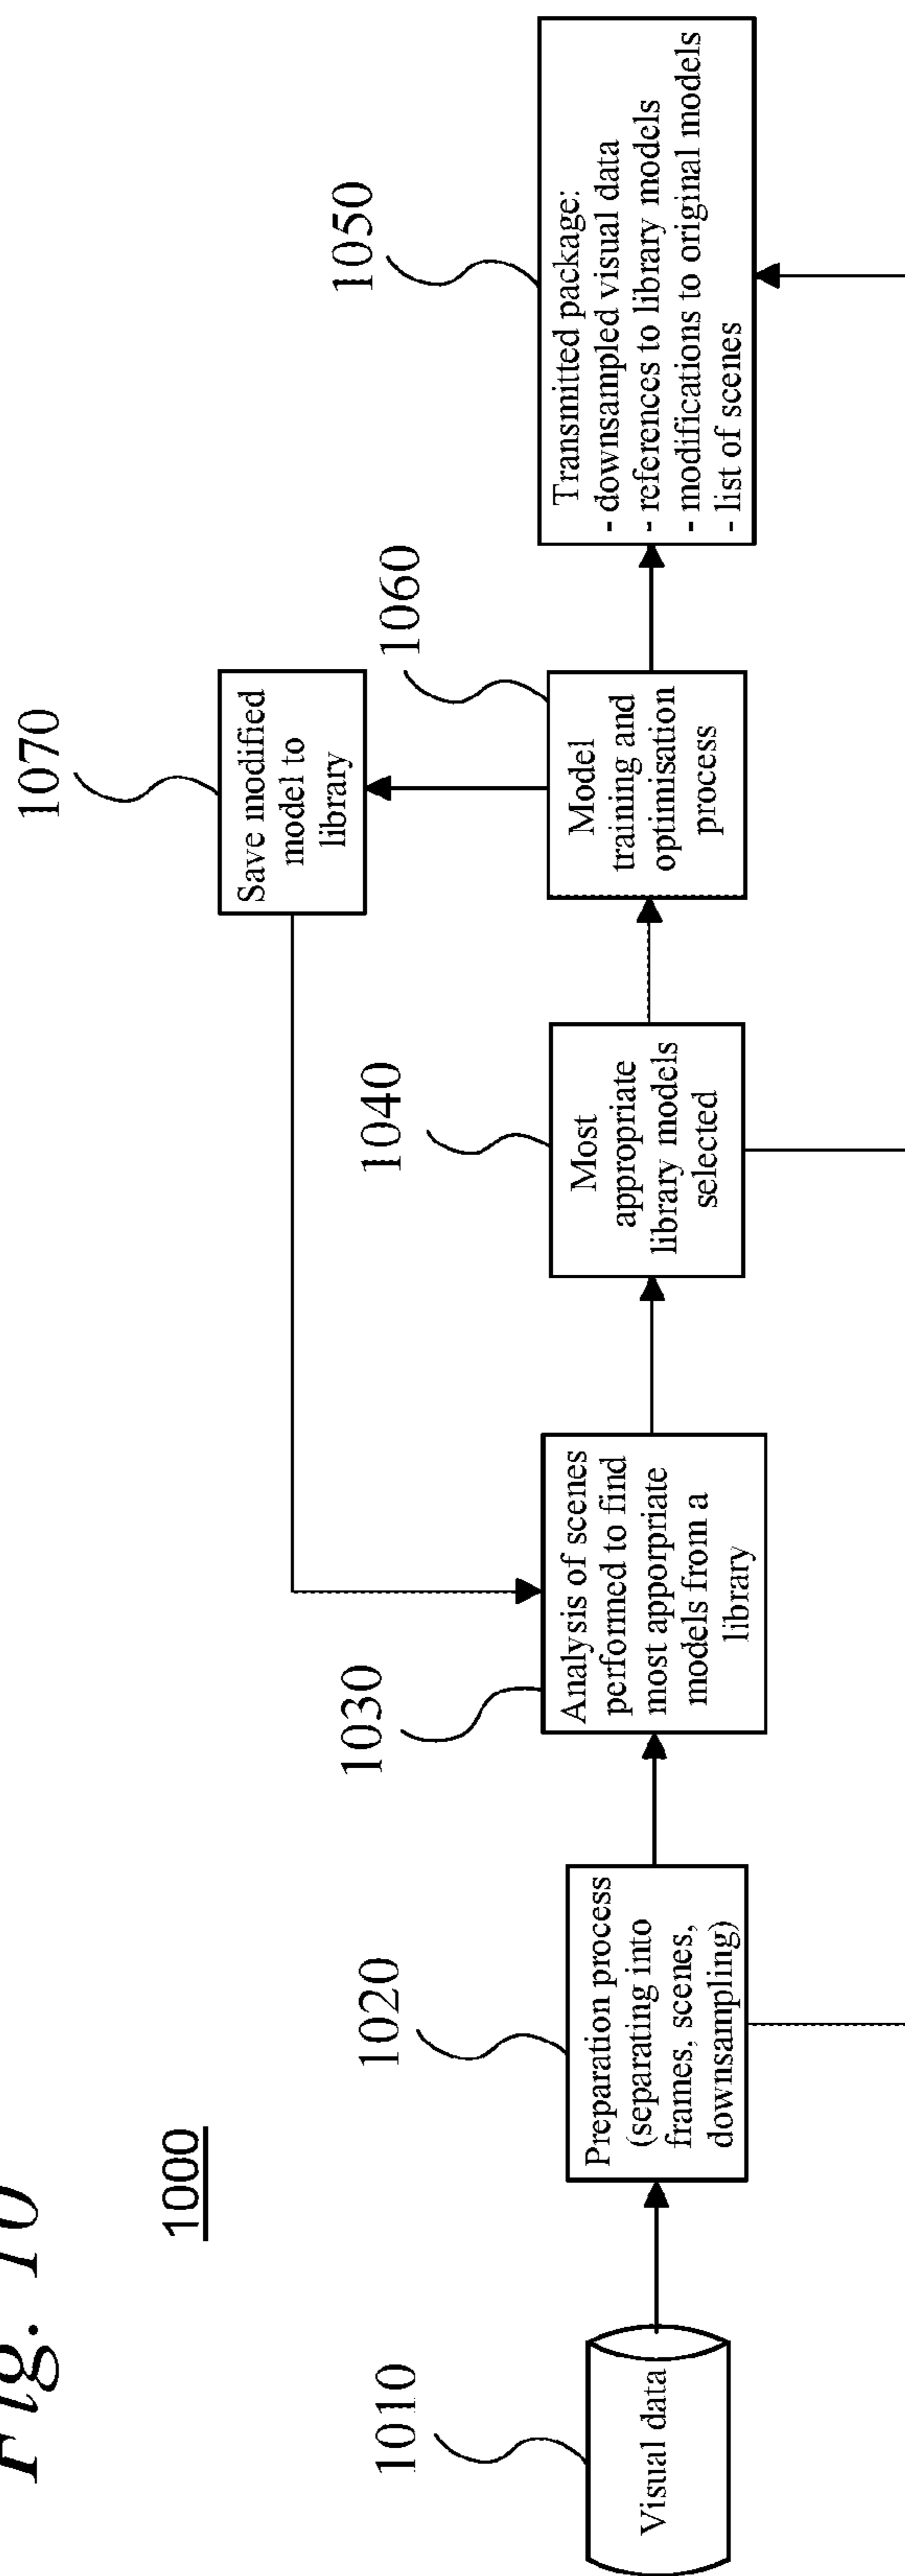 Fig. 10
1000
1010
Visual data
1020
Preparation process
(separating into
frames, scenes,
downsampling)
1030
Analysis of scenes
performed to find
most apporpriate
models from a
library
1040
Most
appropriate
library models
selected
1060
Model
training and
optimisation
process
1070
Save modified
model to
library
1050
Transmitted package:
- downsampled visual data
- references to library models
- modifications to original models
- list of scenes